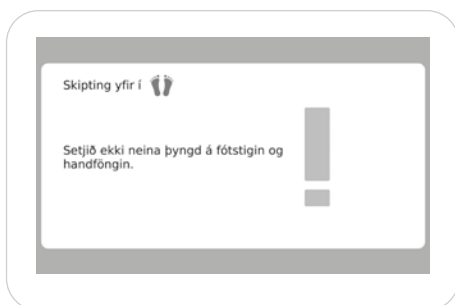 Skipting yfir í
Setjið ekki neina þyngd á fótstigin og
handföngin.